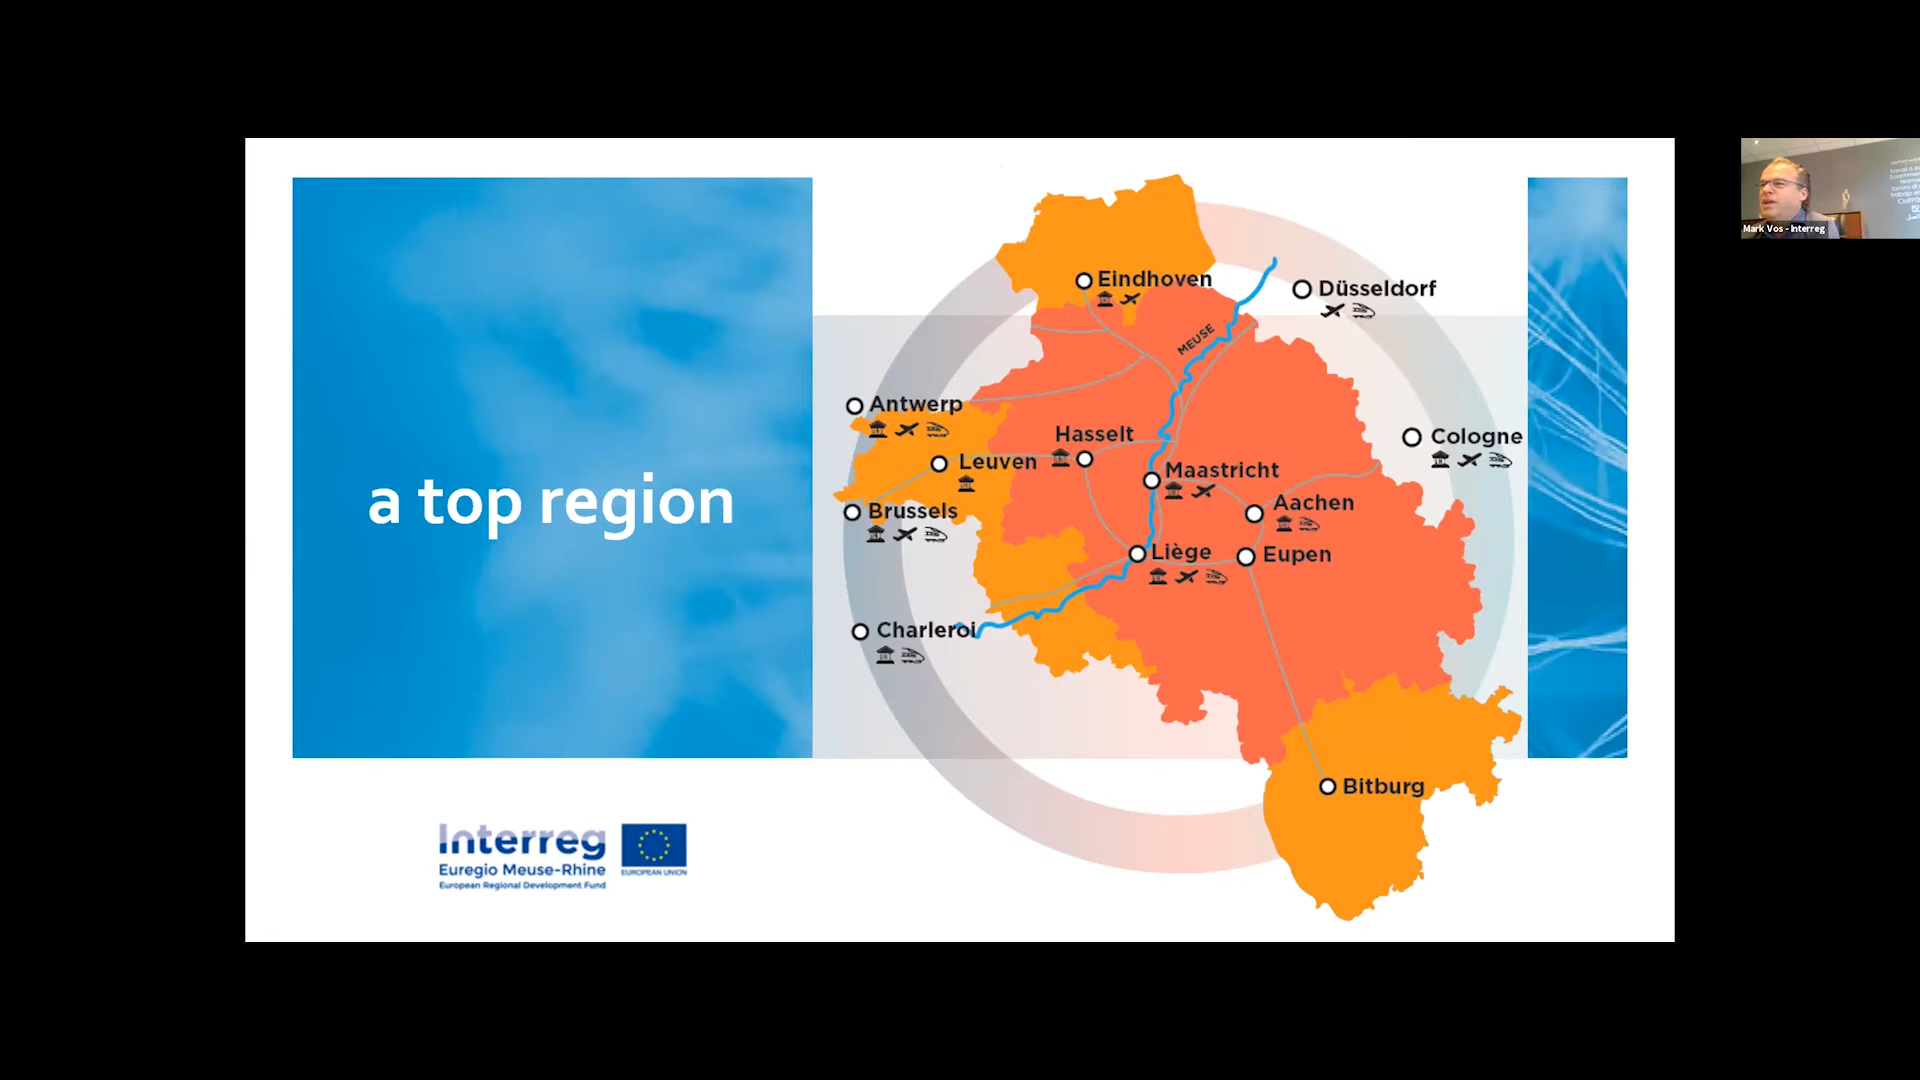 a top region
Eindhoven
Düsseldorf
MEUSE
Antwerp
Hasselt
Cologne
Leuven
Maastricht
Brussels
Aachen
Liège
Eupen
Charleroi
Bitburg
Interreg
Euregio Meuse-Rhine
European Regional Development Fund
EUROPEAN UNION
Mark Vos - Interreg